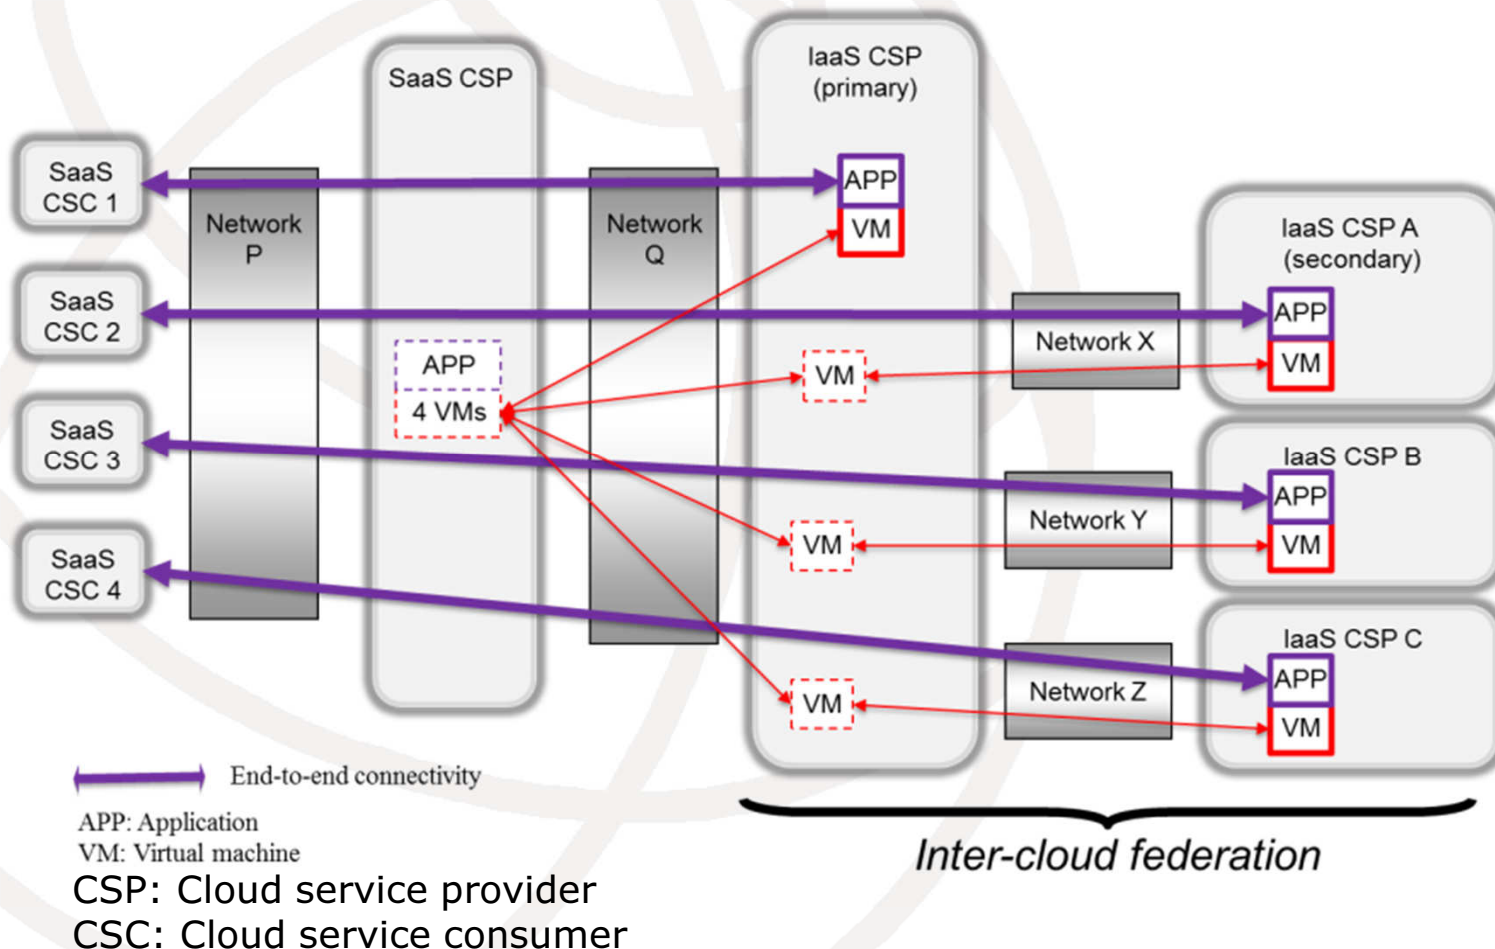 SaaS CSP
IaaS CSP
(primary)
SaaS
CSC 1
Network
P
Network
Q
APP
VM
IaaS CSP A
(secondary)
SaaS
CSC 2
APP
4 VMs
VM
Network X
APP
VM
SaaS
CSC 3
IaaS CSP B
VM
Network Y
APP
VM
SaaS
CSC 4
IaaS CSP C
VM
Network Z
APP
VM
End-to-end connectivity
APP: Application
VM: Virtual machine
CSP: Cloud service provider
CSC: Cloud service consumer
Inter-cloud federation